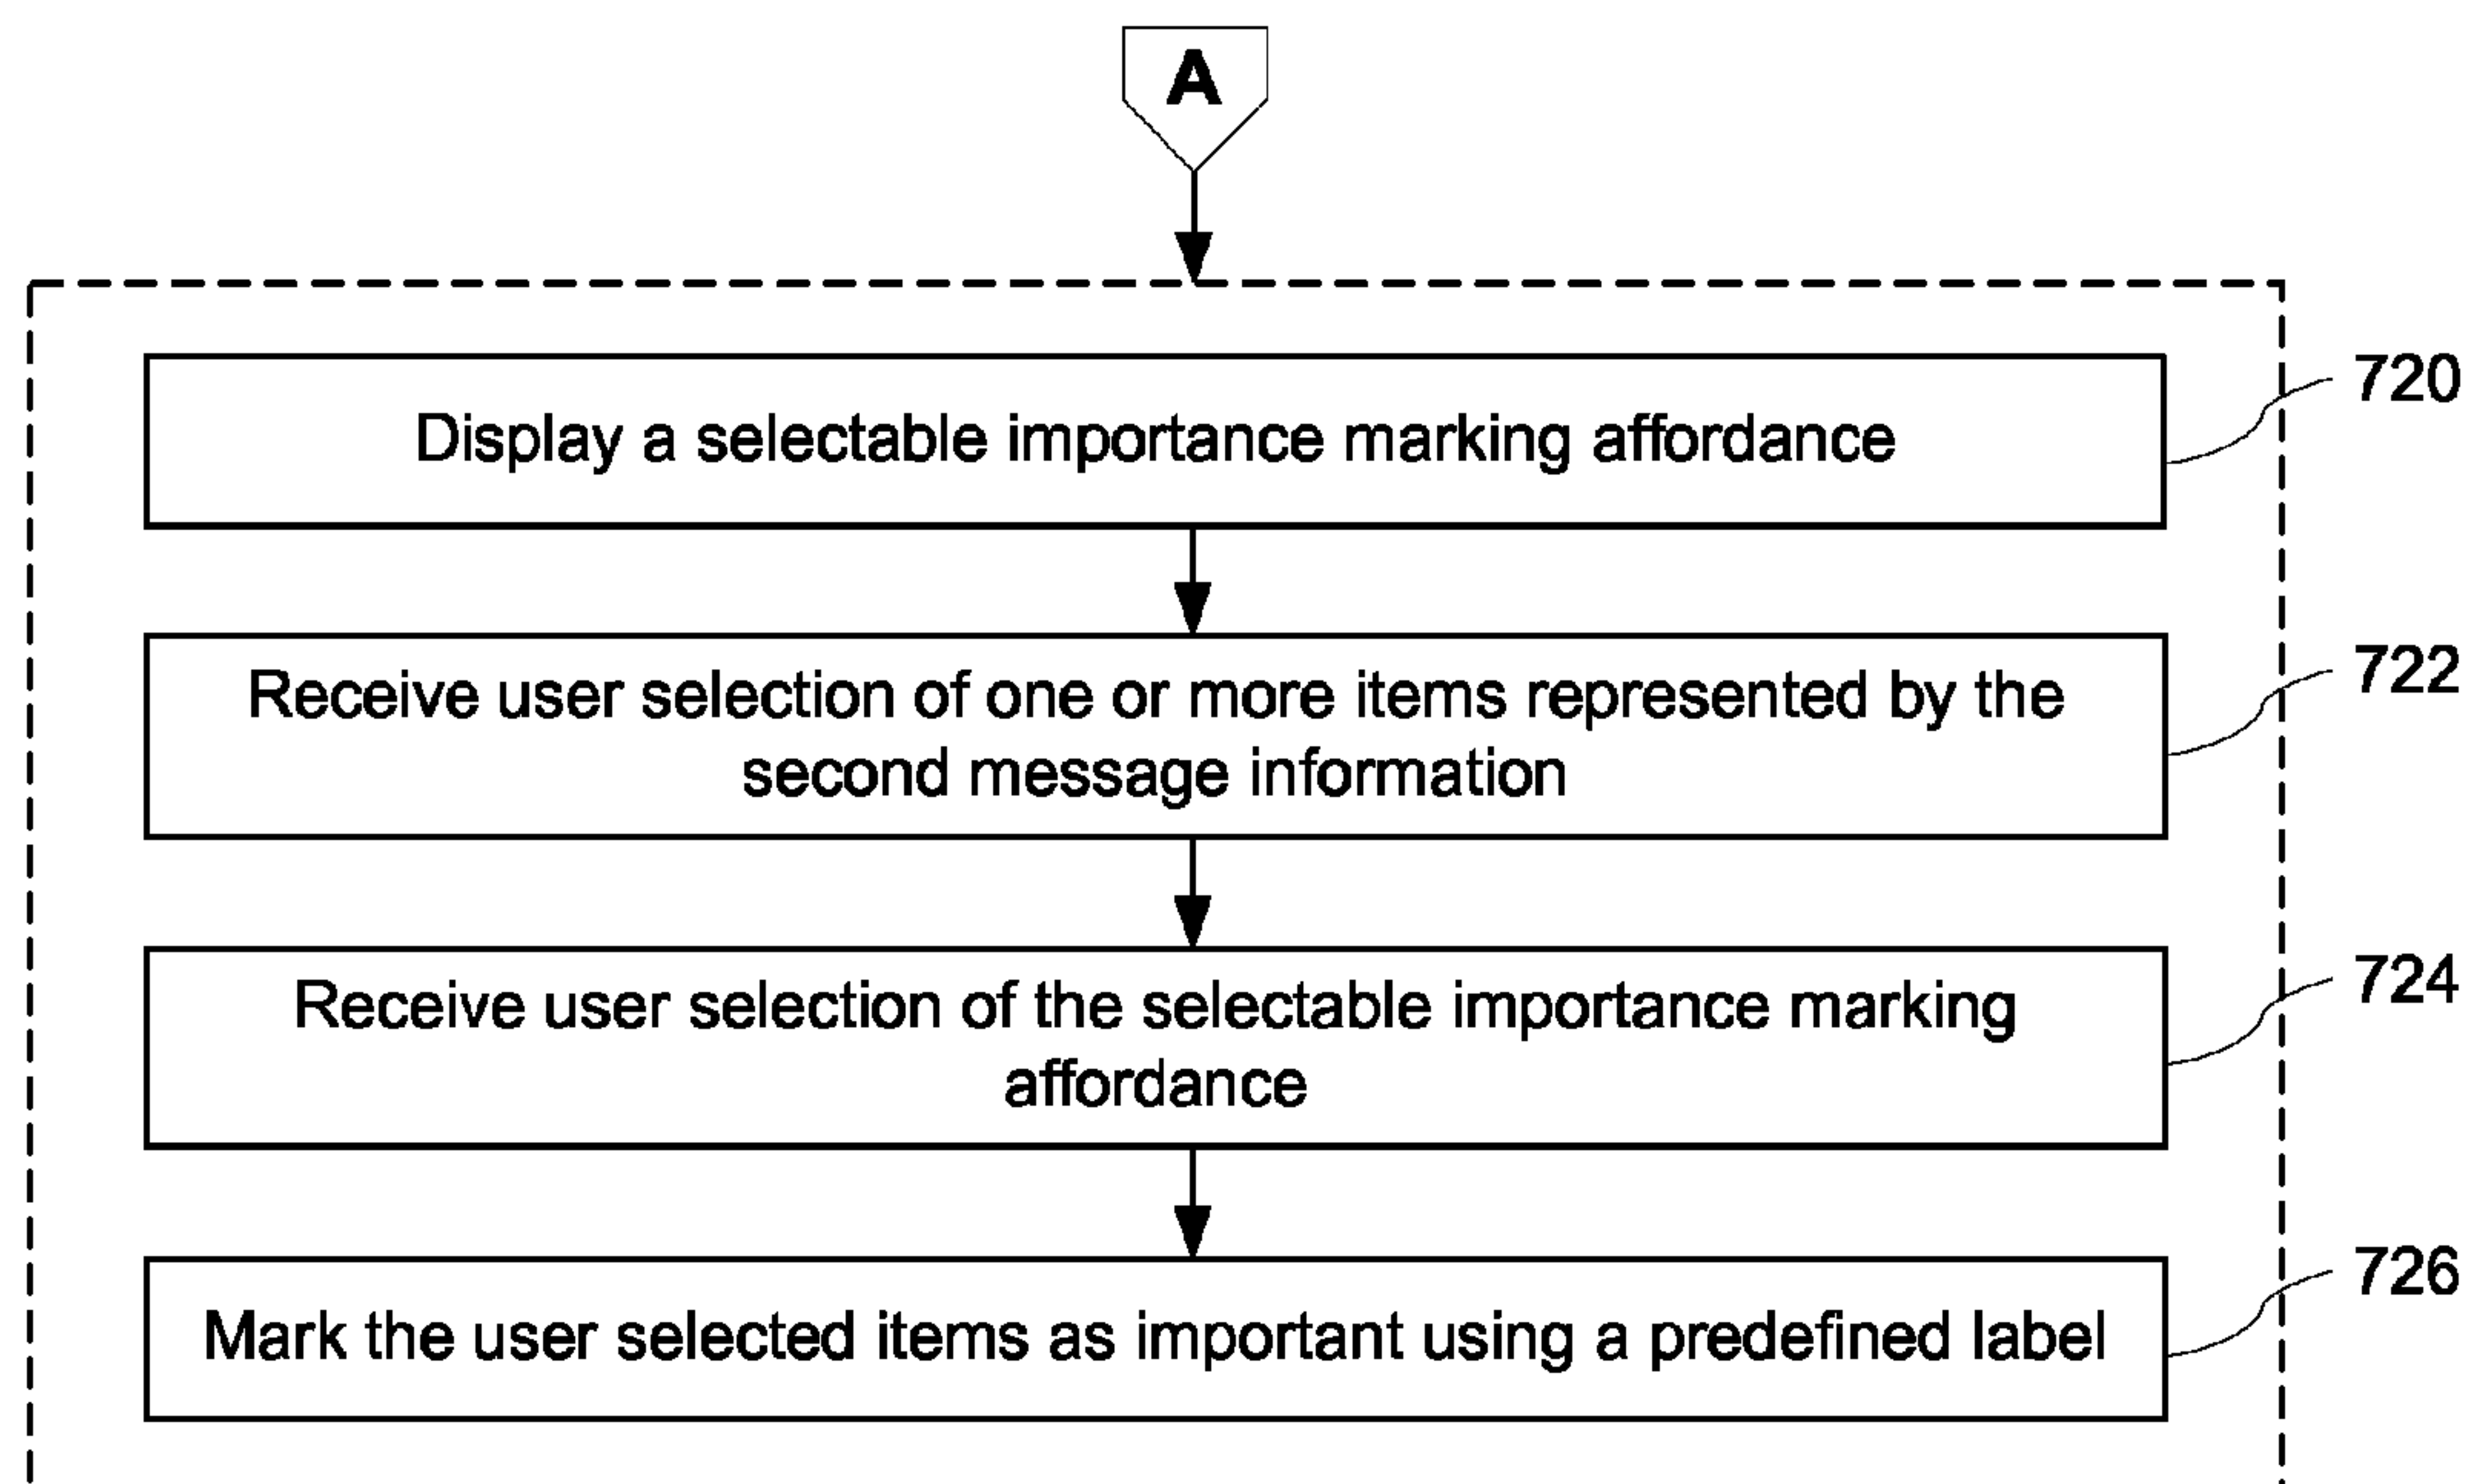 A
Display a selectable importance marking affordance
720
Receive user selection of one or more items represented by the
second message information
722
Receive user selection of the selectable importance marking
affordance
724
Mark the user selected items as important using a predefined label
726